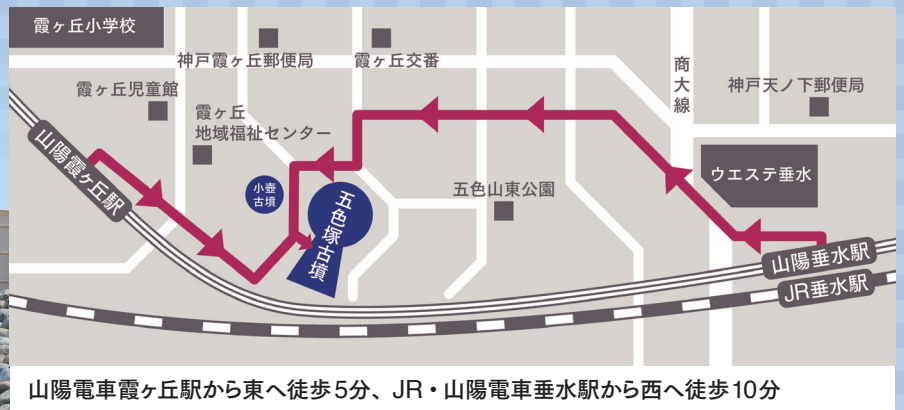 霞ヶ丘小学校
神戸霞ヶ丘郵便局
霞ヶ丘交番
商大線
神戸天ノ下郵便局
霞ヶ丘児童館
霞ヶ丘
地域福祉センター
山陽霞ヶ丘駅
小壺
古墳
五色塚古墳
五色山東公園
ウエステ垂水
山陽垂水駅
JR垂水駅
山陽電車霞ヶ丘駅から東へ徒歩5分、JR・山陽電車垂水駅から西へ徒歩10分